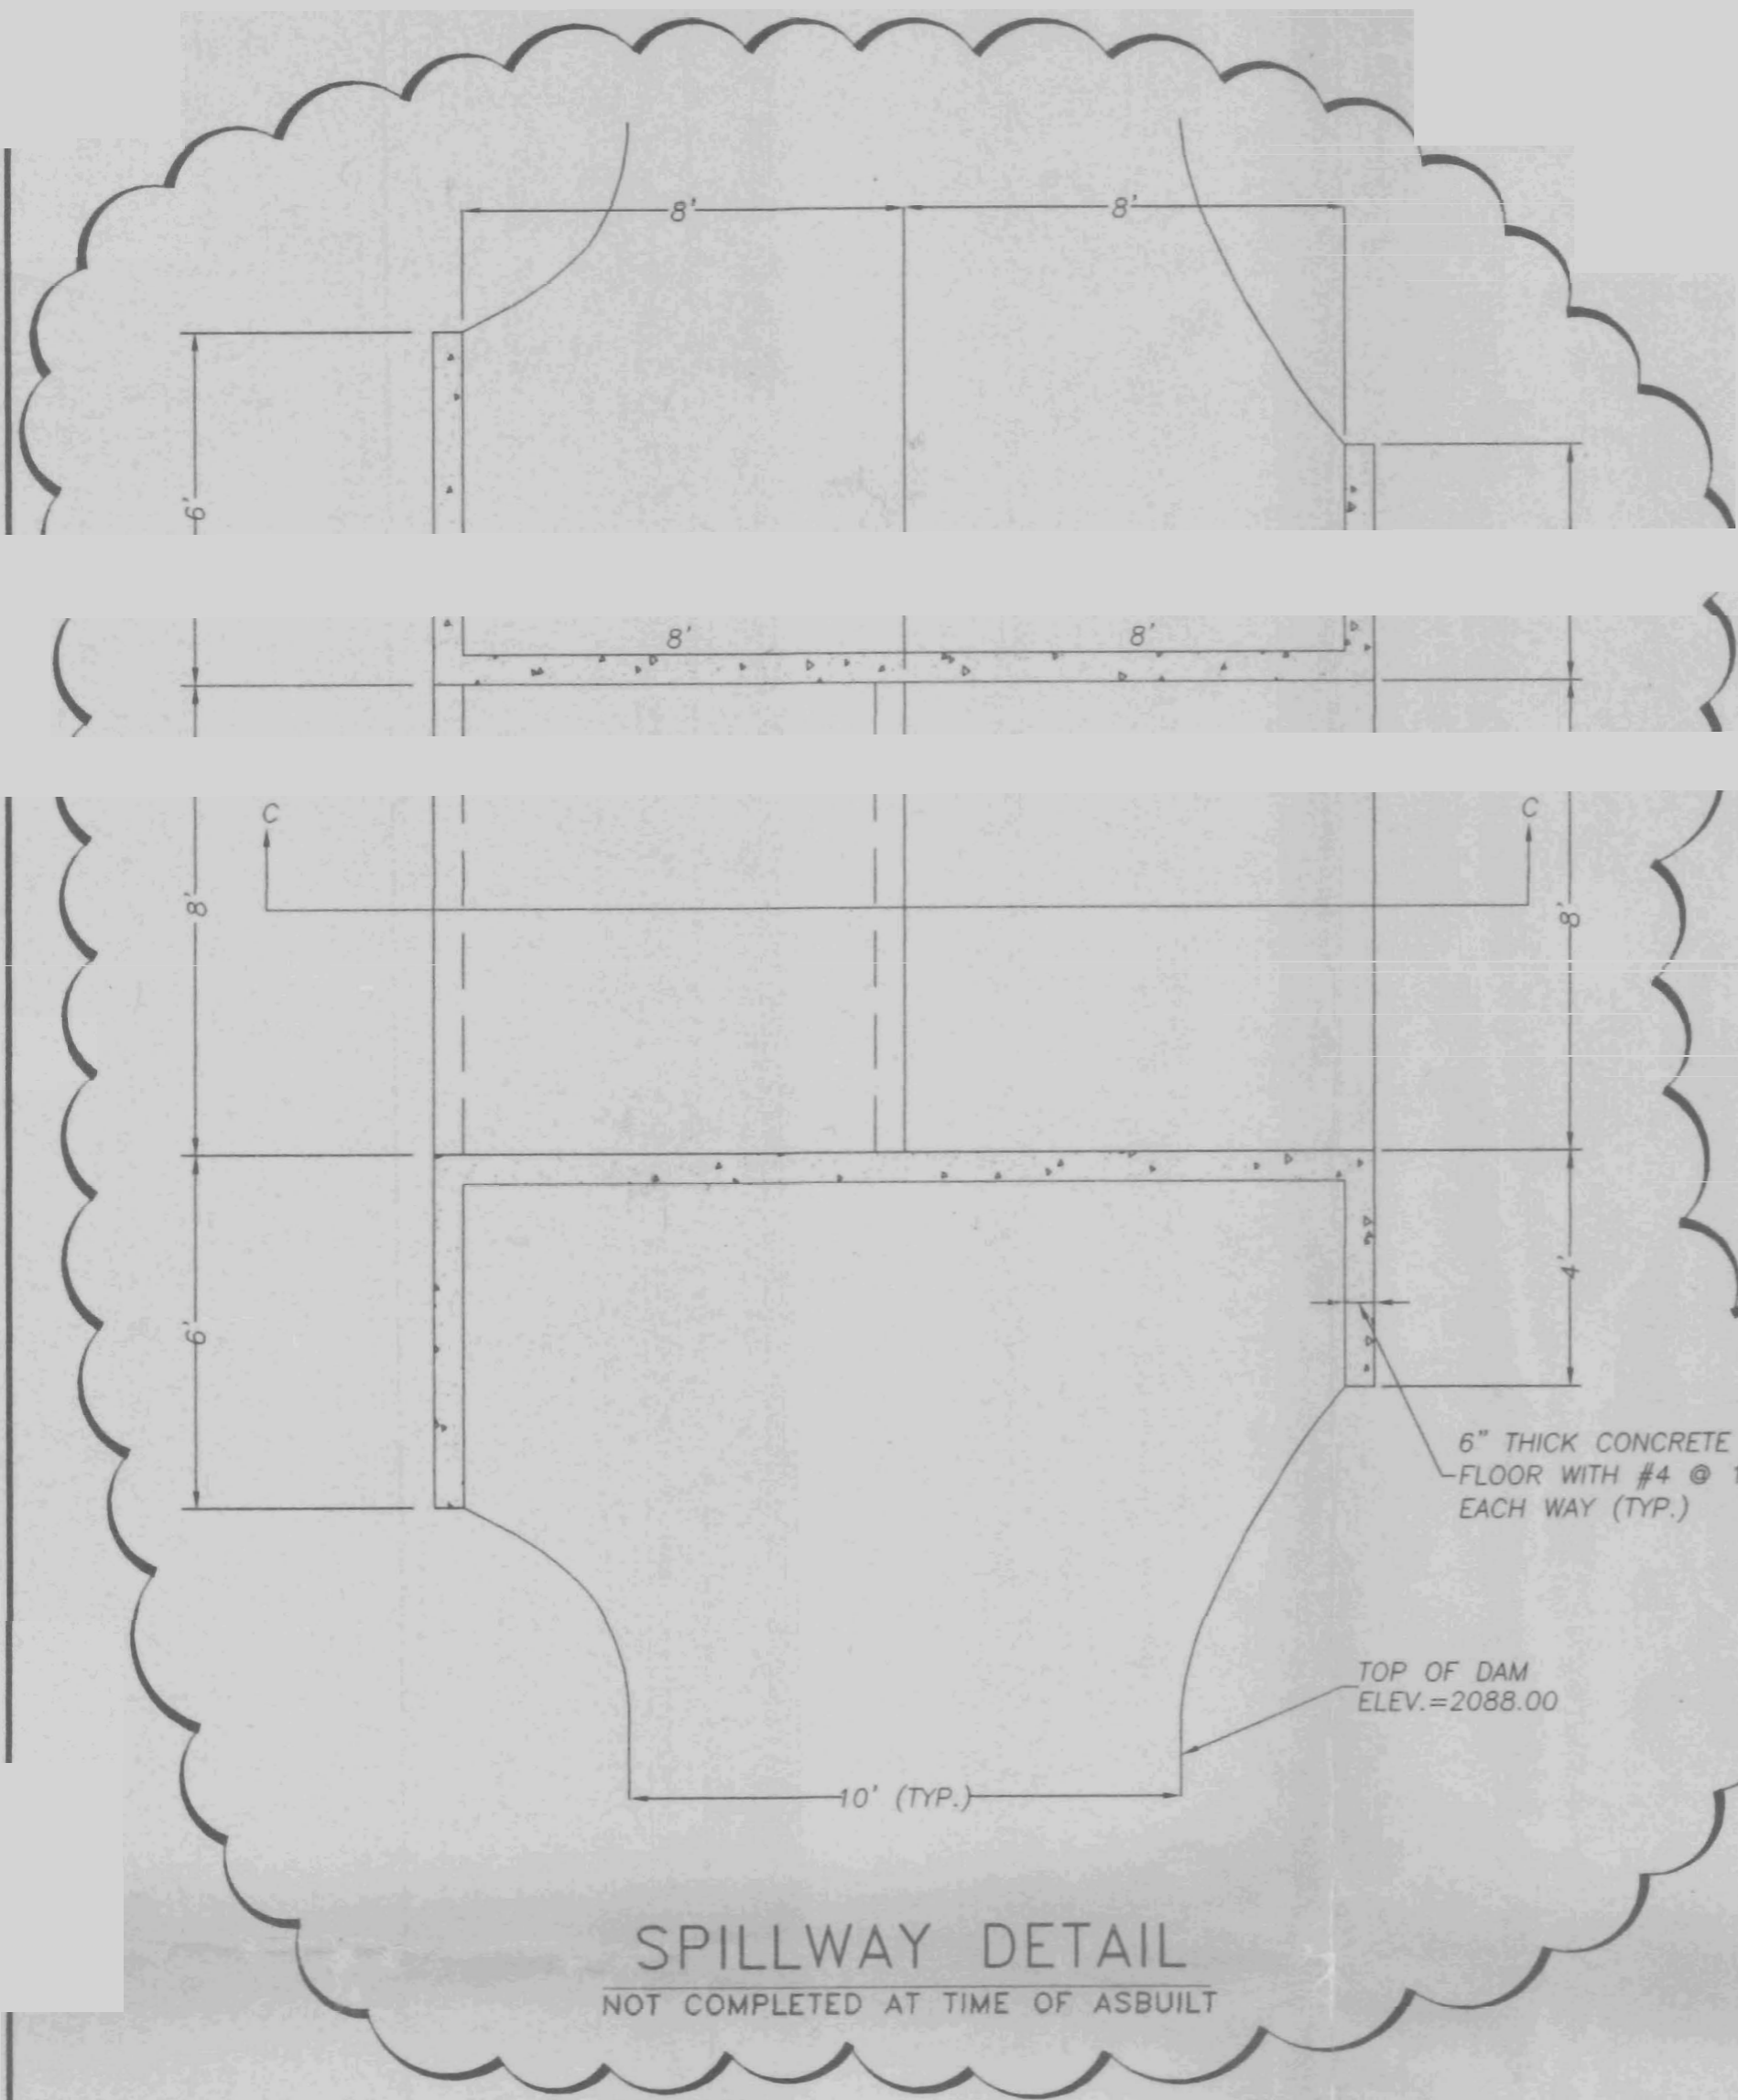 8' 8'
6'
8' 8'
C C
8' 8'
4'
6'
6" THICK CONCRETE
FLOOR WITH #4 @
EACH WAY (TYP.)
TOP OF DAM
ELEV.=2088.00
10' (TYP.)
SPILLWAY DETAIL
NOT COMPLETED AT TIME OF ASBUILT